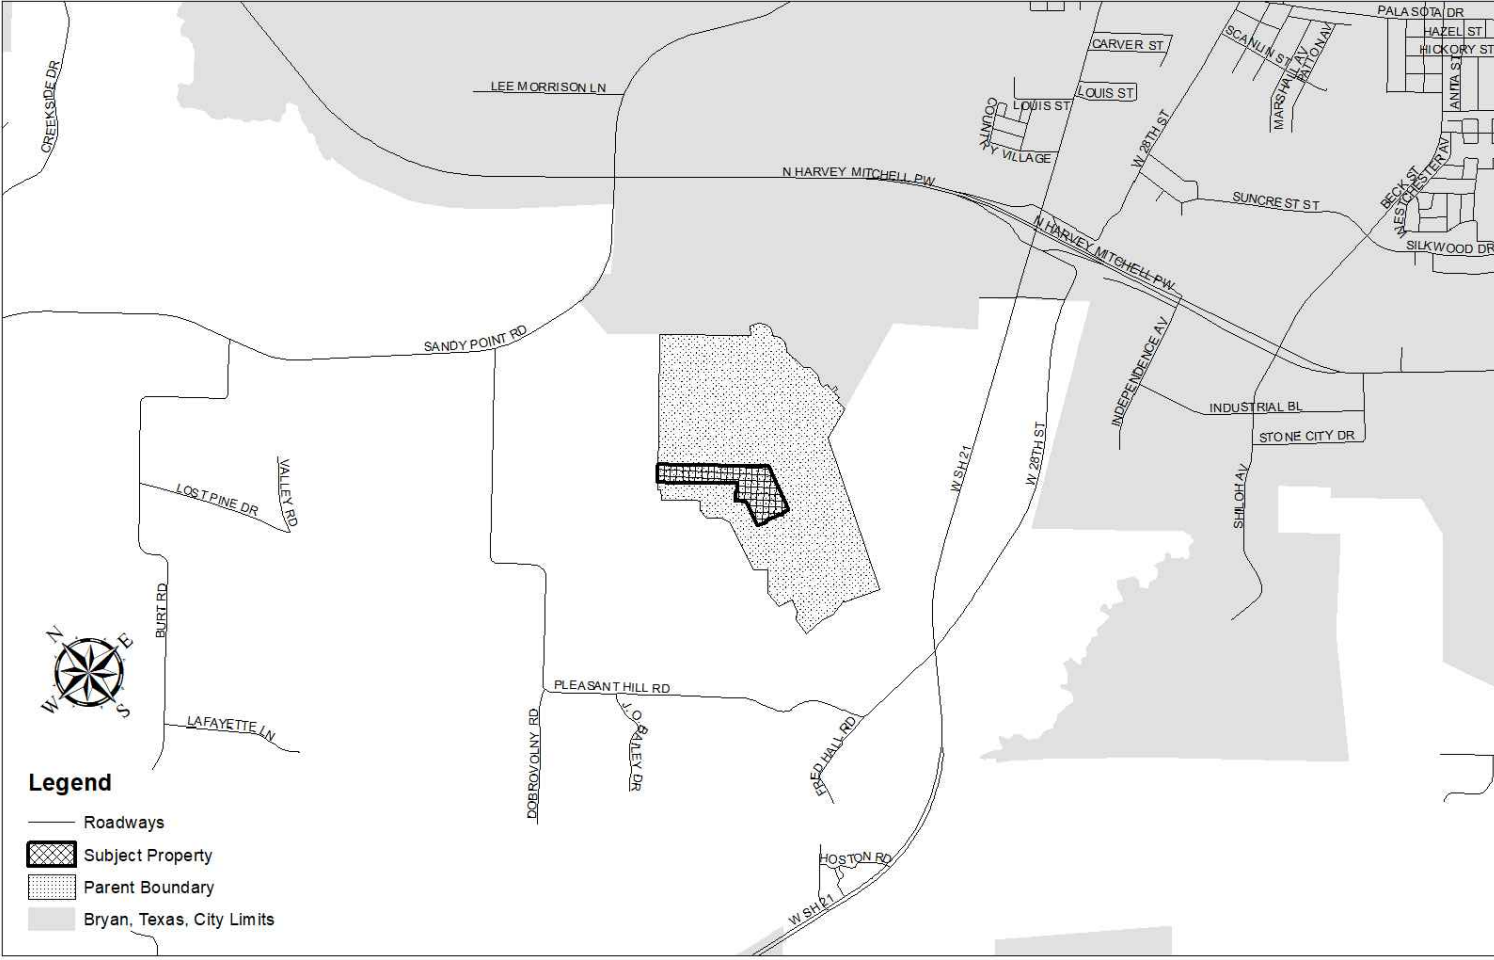 PALASOTA DR
HAZEL ST
HICKORY ST
SCANLIN ST
PATTON AV
MARSHALL AV
ANITA ST
CARVER ST
CREEKSIDE DR
LEE MORRISON LN
LOUIS ST
LOUIS ST
COUNTRY VILLAGE
W 28TH ST
N HARVEY MITCHELL PW
BECK ST
WESTCHESTER AV
SUNCREST ST
N HARVEY MITCHELL PW
SILKWOOD DR
SANDY POINT RD
INDEPENDENCE AV
INDUSTRIAL BL
STONE CITY DR
W SH 21
W 28TH ST
SHILOH AV
VALLEY RD
LOST PINE DR
BURT RD
N
E
W
S
PLEASANT HILL RD
LAFAYETTE LN
J. O. BAILEY DR
DOBROVOLNY RD
FRED HALL RD
HOSTON RD
W SH 21
Legend
Roadways
Subject Property
Parent Boundary
Bryan, Texas, City Limits